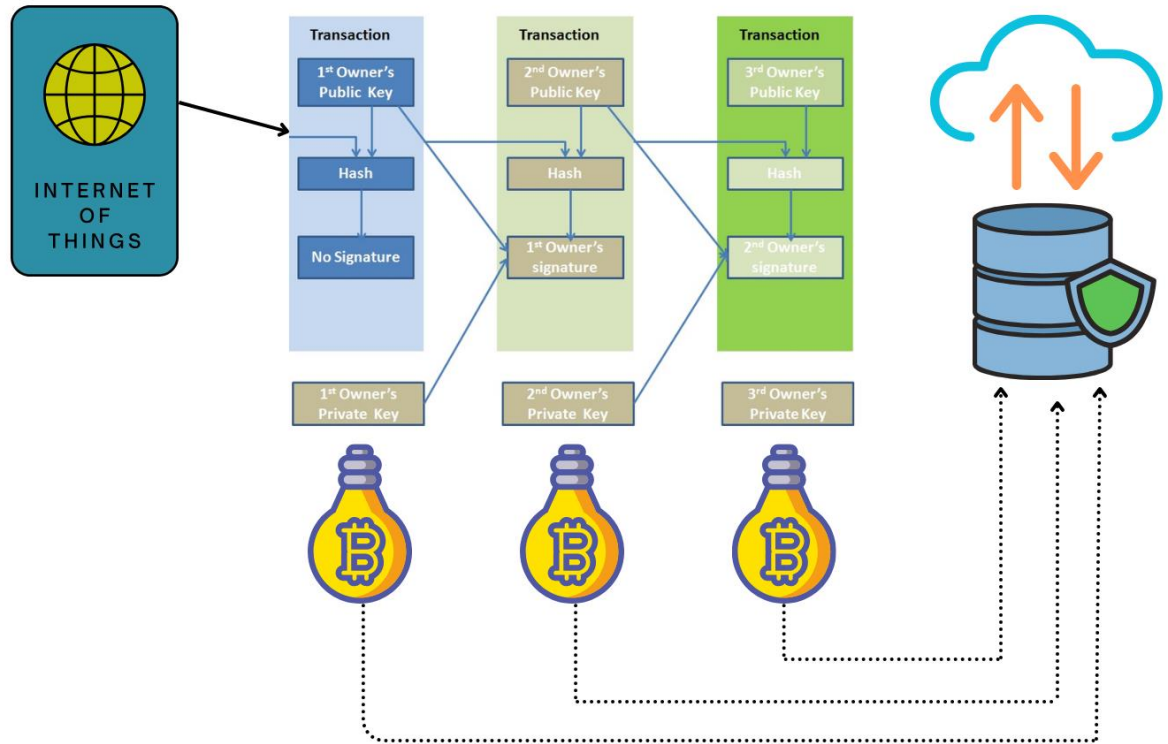 INTERNET
OF
THINGS
Transaction
1st Owner's
Public Key
Hash
No Signature
1st Owner's
Private Key
Transaction
2nd Owner's
Public Key
Hash
1st Owner's
signature
2nd Owner's
Private Key
Transaction
3rd Owner's
Public Key
Hash
2nd Owner's
signature
3rd Owner's
Private Key